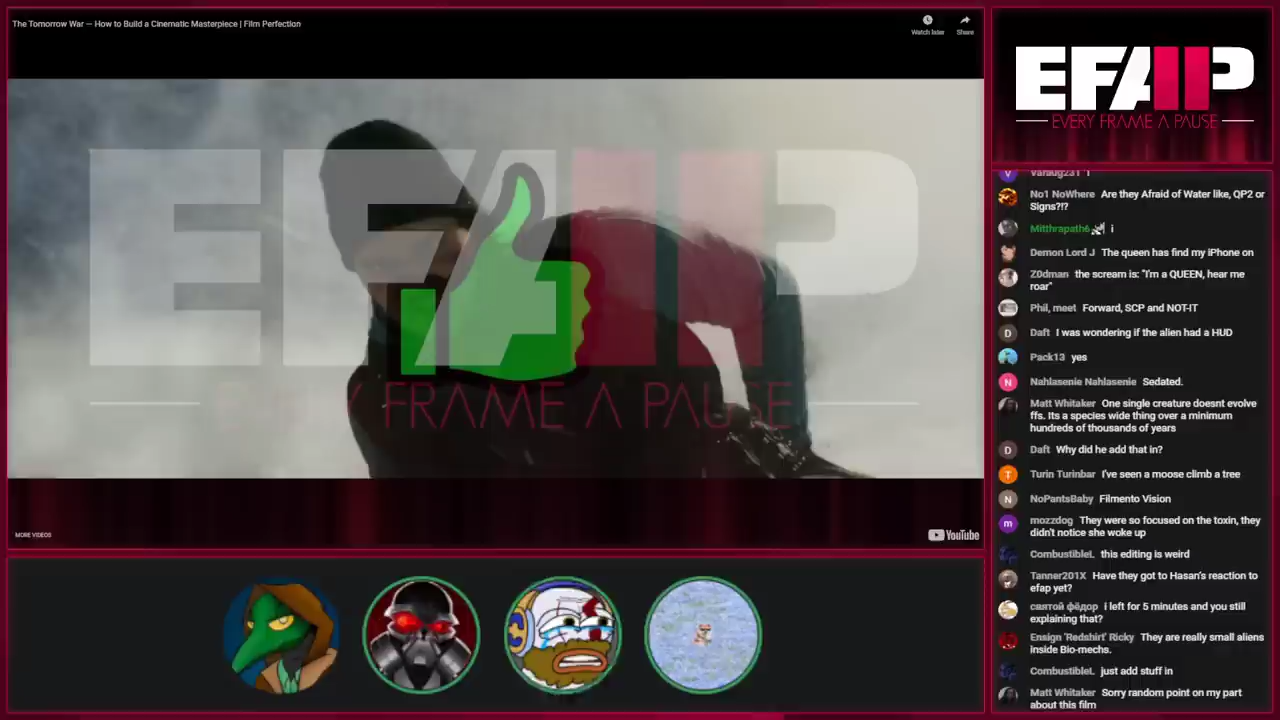 The Tomorrow War — How to Build a Cinematic Masterpiece | Film Perfection
Watch later
Share
EFAP
EVERY FRAME A PAUSE
MORE VIDEOS
YouTube
EFAP
EVERY FRAME A PAUSE
No1 NoWhere Are they Afraid of Water like, QP2 or
Signs?!?
Mitthrapath6 i
Demon Lord J The queen has find my iPhone on
Z0dman the scream is: "I'm a QUEEN, hear me
roar"
Phil, meet Forward, SCP and NOT-IT
D Daft I was wondering if the alien had a HUD
Pack13 yes
N Nahlasenie Nahlasenie Sedated.
Matt Whitaker One single creature doesnt evolve
ffs. Its a species wide thing over a minimum
hundreds of thousands of years
D Daft Why did he add that in?
T Turin Turinbar I've seen a moose climb a tree
N NoPantsBaby Filmento Vision
m mozzdog They were so focused on the toxin, they
didn't notice she woke up
CombustibleL this editing is weird
Tanner201X Have they got to Hasan's reaction to
efap yet?
святой фёдор i left for 5 minutes and you still
explaining that?
Ensign 'Redshirt' Ricky They are really small aliens
inside Bio-mechs.
CombustibleL just add stuff in
Matt Whitaker Sorry random point on my part
about this film